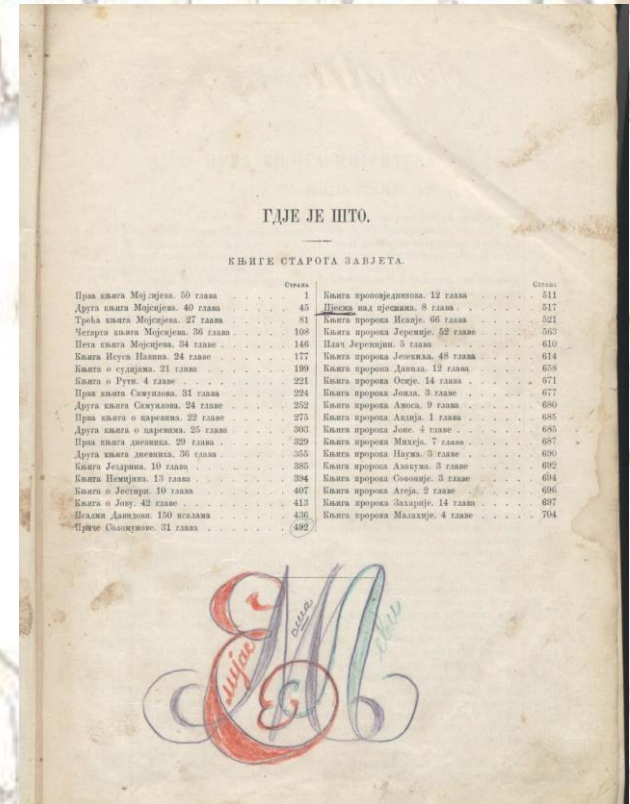 ГДЈЕ ЈЕ ШТО.
КЊИГЕ СТАРОГА ЗАВЈЕТА.
СТРАНА
Прва књига Мојсијева. 50 глава . . . . . 1
Друга књига Мојсијева. 40 глава . . . . 45
Трећа књига Мојсијева. 27 глава . . . . 81
Четврта књига Мојсијева. 36 глава . . . . 108
Пета књига Мојсијева. 34 главе . . . . . 146
Књига Исуса Навина. 24 главе . . . . . 177
Књига о судијама. 21 глава . . . . . . 199
Књига о Рути. 4 главе . . . . . . . 221
Прва књига Самуилова. 31 глава . . . . 224
Друга књига Самуилова. 24 главе . . . . 252
Прва књига о царевима. 22 главе . . . . 275
Друга књига о царевима. 25 глава . . . . 303
Прва књига дневника. 29 глава . . . . . 329
Друга књига дневника. 36 глава . . . . . 355
Књига Јездрина. 10 глава . . . . . . 385
Књига Немијина. 13 глава . . . . . . 394
Књига о Јестири. 10 глава . . . . . . 407
Књига о Јову. 42 главе . . . . . . . 413
Псалми Давидови. 150 псалама . . . . . 436
Приче Соломунове. 31 глава . . . . . . 492
СТРАНА
Књига проповједникова. 12 глава . . . . . . 511
Пјесма над пјесмама. 8 глава . . . . . . . 517
Књига пророка Исаије. 66 глава . . . . . . 521
Књига пророка Јеремије. 52 главе . . . . . 563
Плач Јеремијин. 5 глава . . . . . . . . 610
Књига пророка Језекиља. 48 глава . . . . . 614
Књига пророка Данила. 12 глава . . . . . . 658
Књига пророка Осије. 14 глава . . . . . . 671
Књига пророка Јоила. 3 главе . . . . . . 677
Књига пророка Амоса. 9 глава . . . . . . 680
Књига пророка Авдија. 1 глава . . . . . . 685
Књига пророка Јоне. 4 главе . . . . . . . 685
Књига пророка Михеја. 7 глава . . . . . . 687
Књига пророка Наума. 3 главе . . . . . . 690
Књига пророка Авакума. 3 главе . . . . . . 692
Књига пророка Софоније. 3 главе . . . . . 694
Књига пророка Агеја. 2 главе . . . . . . 696
Књига пророка Захарије. 14 глава . . . . . 697
Књига пророка Малахије. 4 главе . . . . . 704